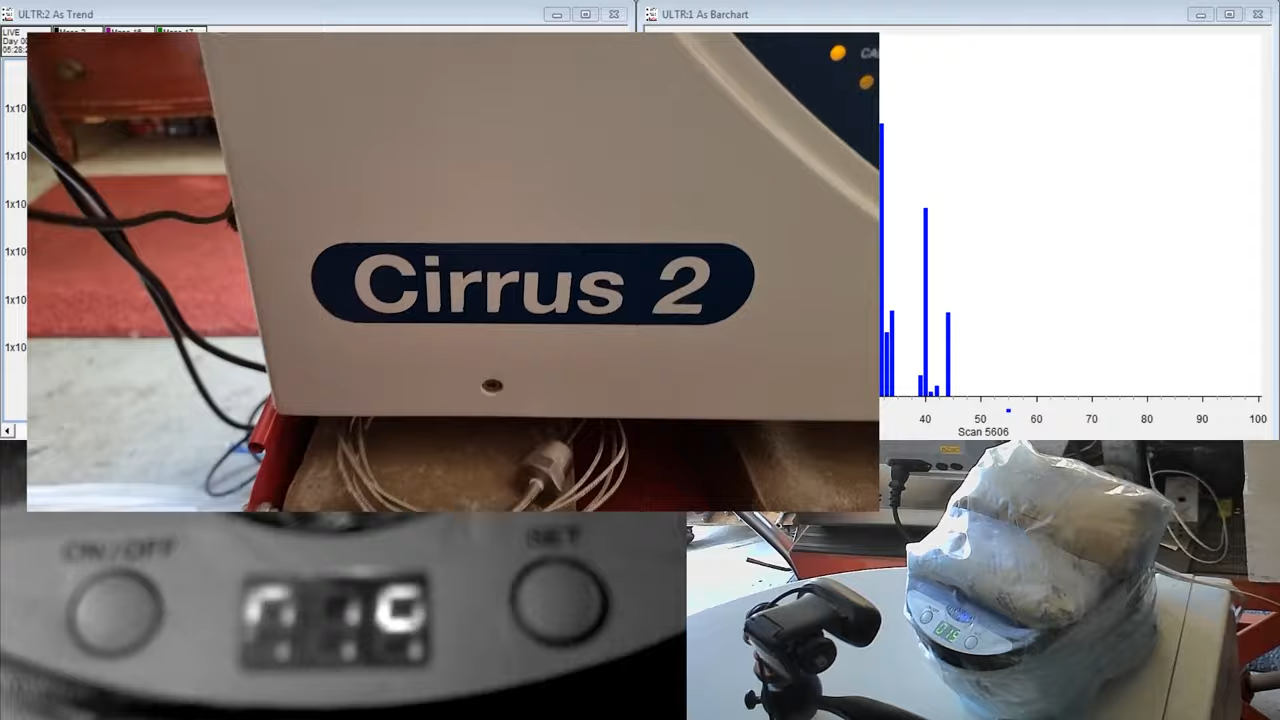 ULTR:2 As Trend
ULTR:1 As Barchart
LIVE
Cirrus 2
1x10
1x10
1x10
1x10
1x10
1x10
40 50 60 70 80 90 100
Scan 5606
ON/OFF
SET